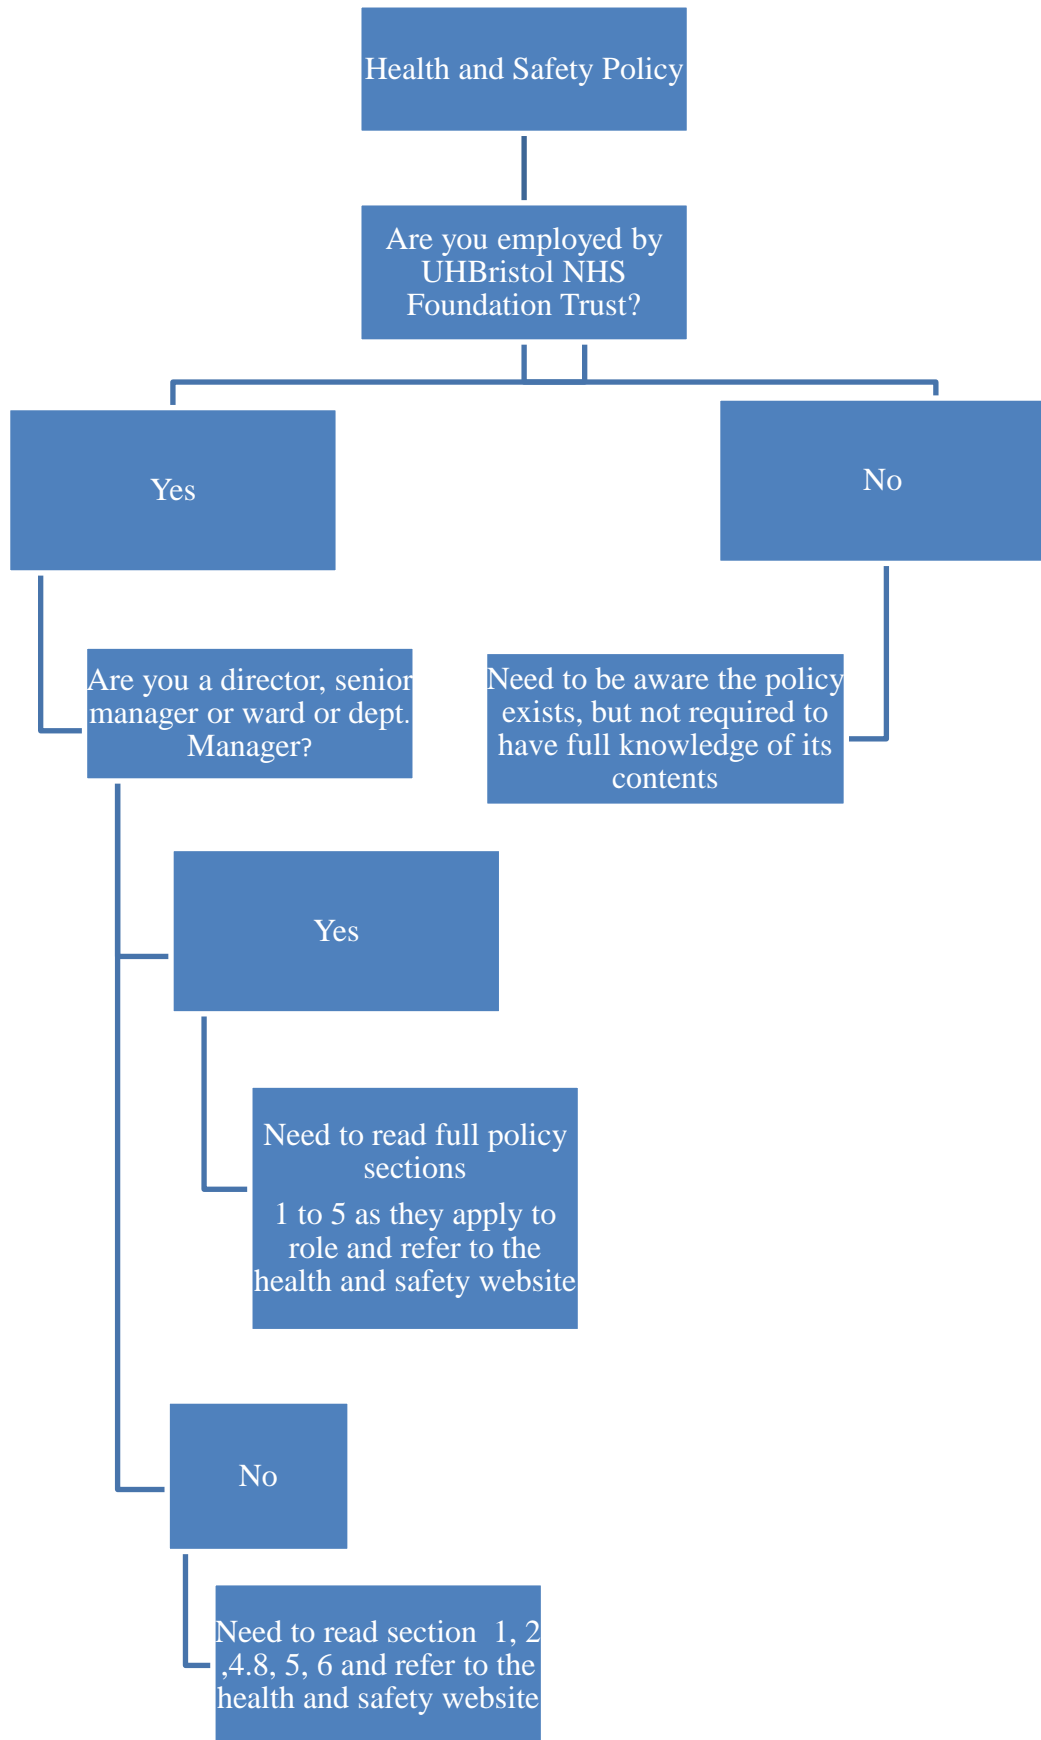 Health and Safety Policy
Are you employed by
UHBristol NHS
Foundation Trust?
Yes
No
Are you a director, senior
manager or ward or dept.
Manager?
Need to be aware the policy
exists, but not required to
have full knowledge of its
contents
Yes
Need to read full policy
sections
1 to 5 as they apply to
role and refer to the
health and safety website
No
Need to read section  1, 2
,4.8, 5, 6 and refer to the
health and safety website